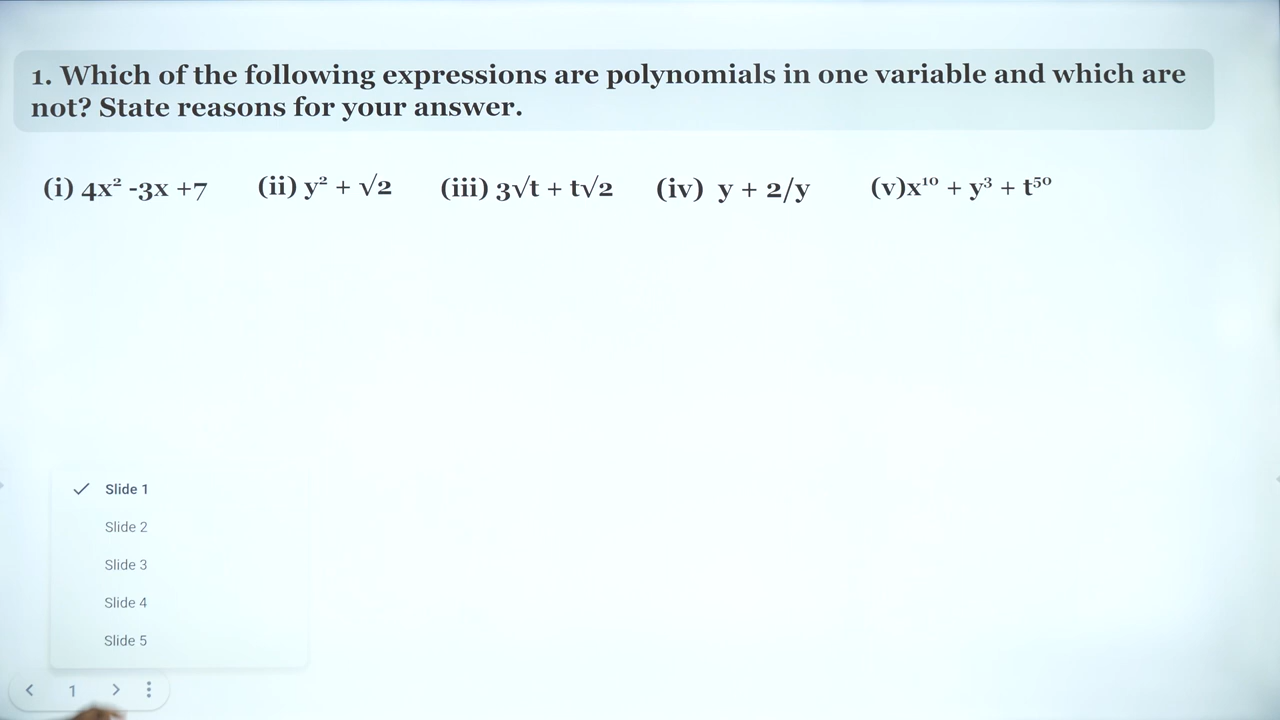 1. Which of the following expressions are polynomials in one variable and which are
not? State reasons for your answer.
(i) 4x² -3x +7 (ii) y² + √2 (iii) 3√t + t√2 (iv) y + 2/y (v)x¹⁰ + y³ + t⁵⁰
Slide 1
Slide 2
Slide 3
Slide 4
Slide 5
1